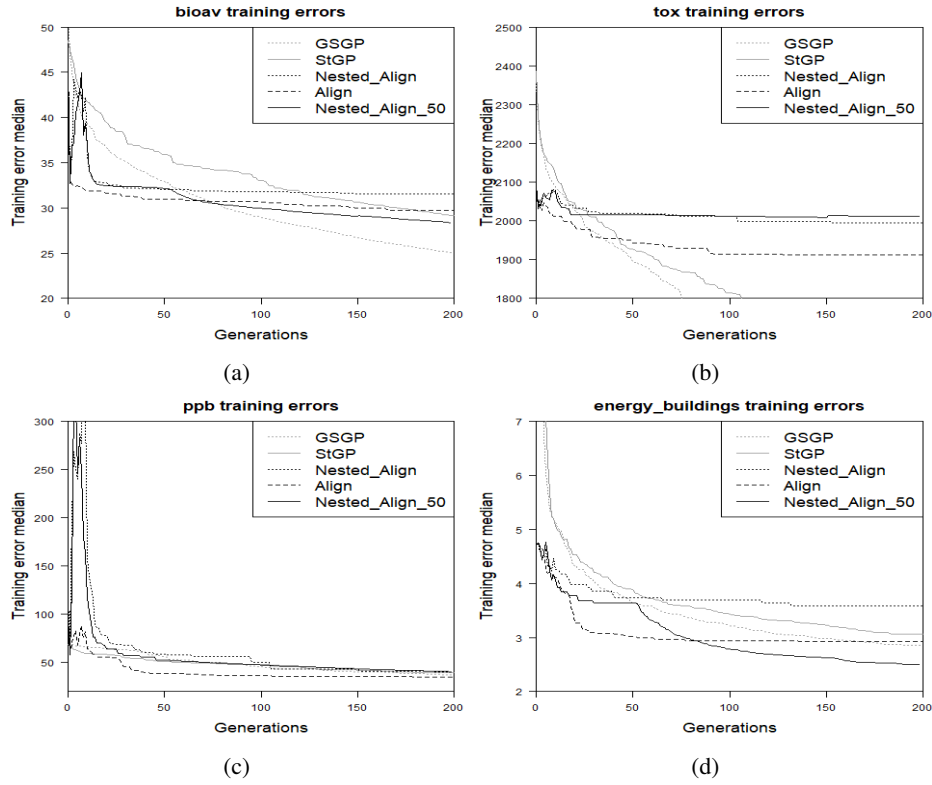 bioav training errors
Training error median
50
45
40
35
30
25
20
GSGP
StGP
Nested_Align
Align
Nested_Align_50
0
50
100
150
200
Generations
(a)
tox training errors
Training error median
2500
2400
2300
2200
2100
2000
1900
1800
GSGP
StGP
Nested_Align
Align
Nested_Align_50
0
50
100
150
200
Generations
(b)
ppb training errors
Training error median
300
250
200
150
100
50
GSGP
StGP
Nested_Align
Align
Nested_Align_50
0
50
100
150
200
Generations
(c)
energy_buildings training errors
Training error median
7
6
5
4
3
2
GSGP
StGP
Nested_Align
Align
Nested_Align_50
0
50
100
150
200
Generations
(d)